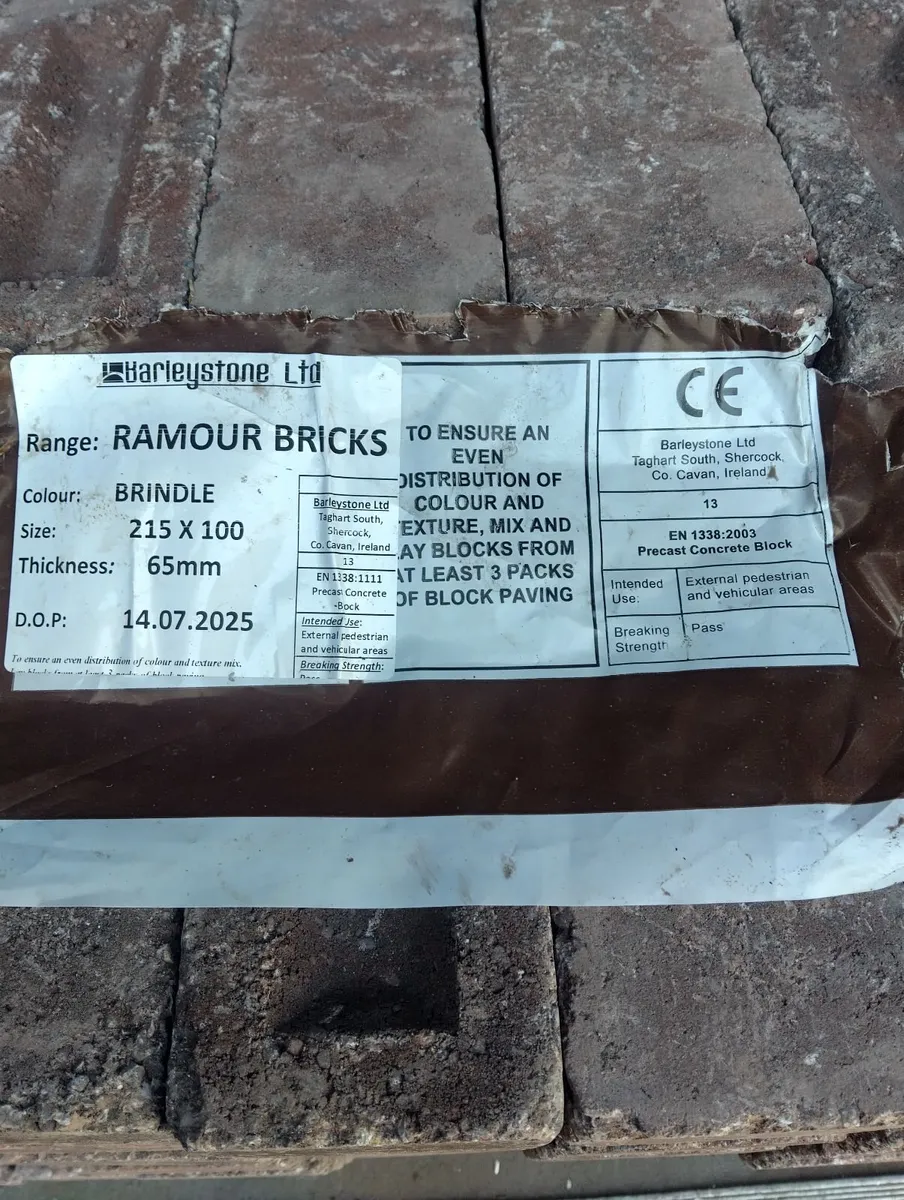 Barleystone Ltd
Range: RAMOUR BRICKS
Colour: BRINDLE
Size: 215 X 100
Thickness: 65mm
D.O.P: 14.07.2025
To ensure an even distribution of colour and texture mix.
Barleystone Ltd
Taghart South,
Shercock,
Co. Cavan, Ireland
13
EN 1338:1111
Precast Concrete
Bock
Intended Use:
External pedestrian
and vehicular areas
Breaking Strength:
TO ENSURE AN
EVEN
DISTRIBUTION OF
COLOUR AND
EXTURE, MIX AND
AY BLOCKS FROM
AT LEAST 3 PACKS
OF BLOCK PAVING
CE
Barleystone Ltd
Taghart South, Shercock,
Co. Cavan, Ireland
13
EN 1338:2003
Precast Concrete Block
Intended Use: External pedestrian and vehicular areas
Breaking Strength Pass